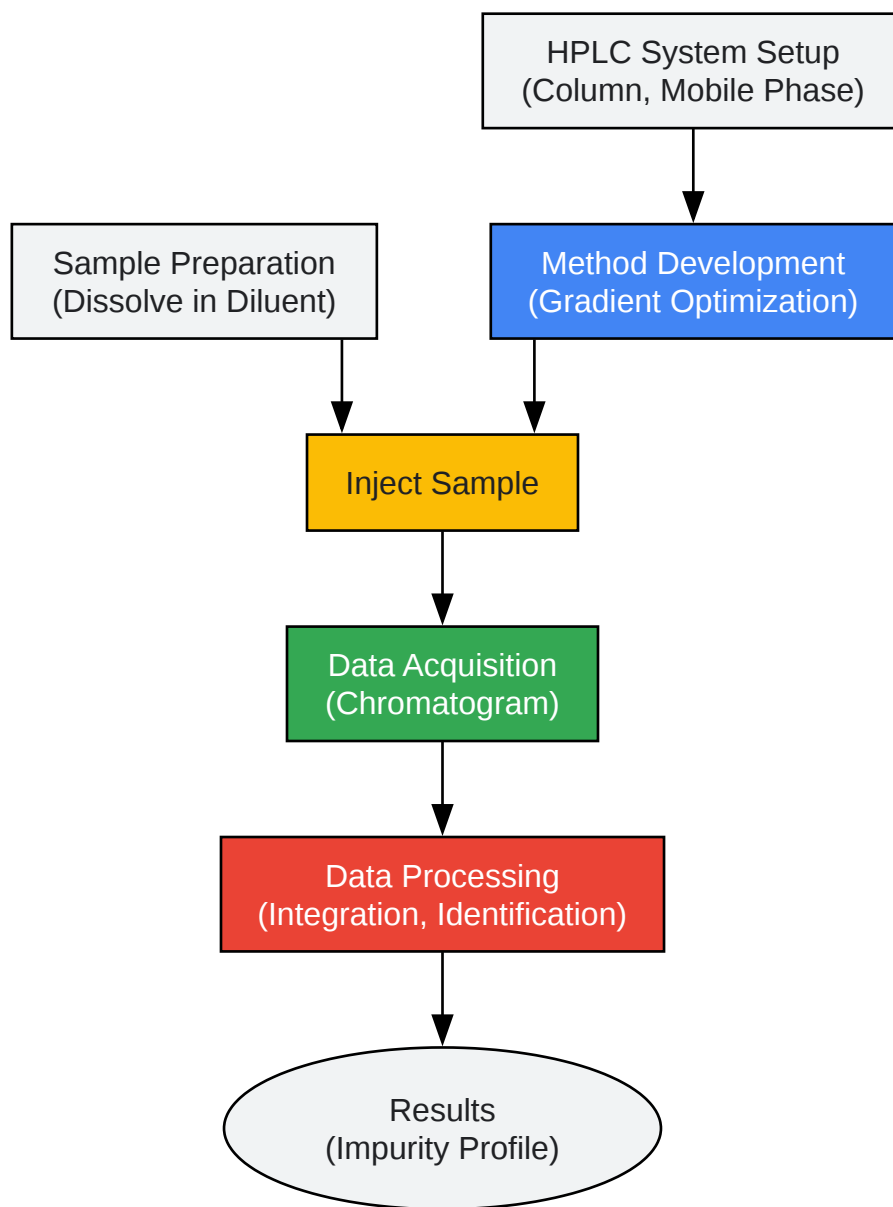 HPLC System Setup
(Column, Mobile Phase)
Sample Preparation
(Dissolve in Diluent)
Method Development
(Gradient Optimization)
Inject Sample
Data Acquisition
(Chromatogram)
Data Processing
(Integration, Identification)
Results
(Impurity Profile)